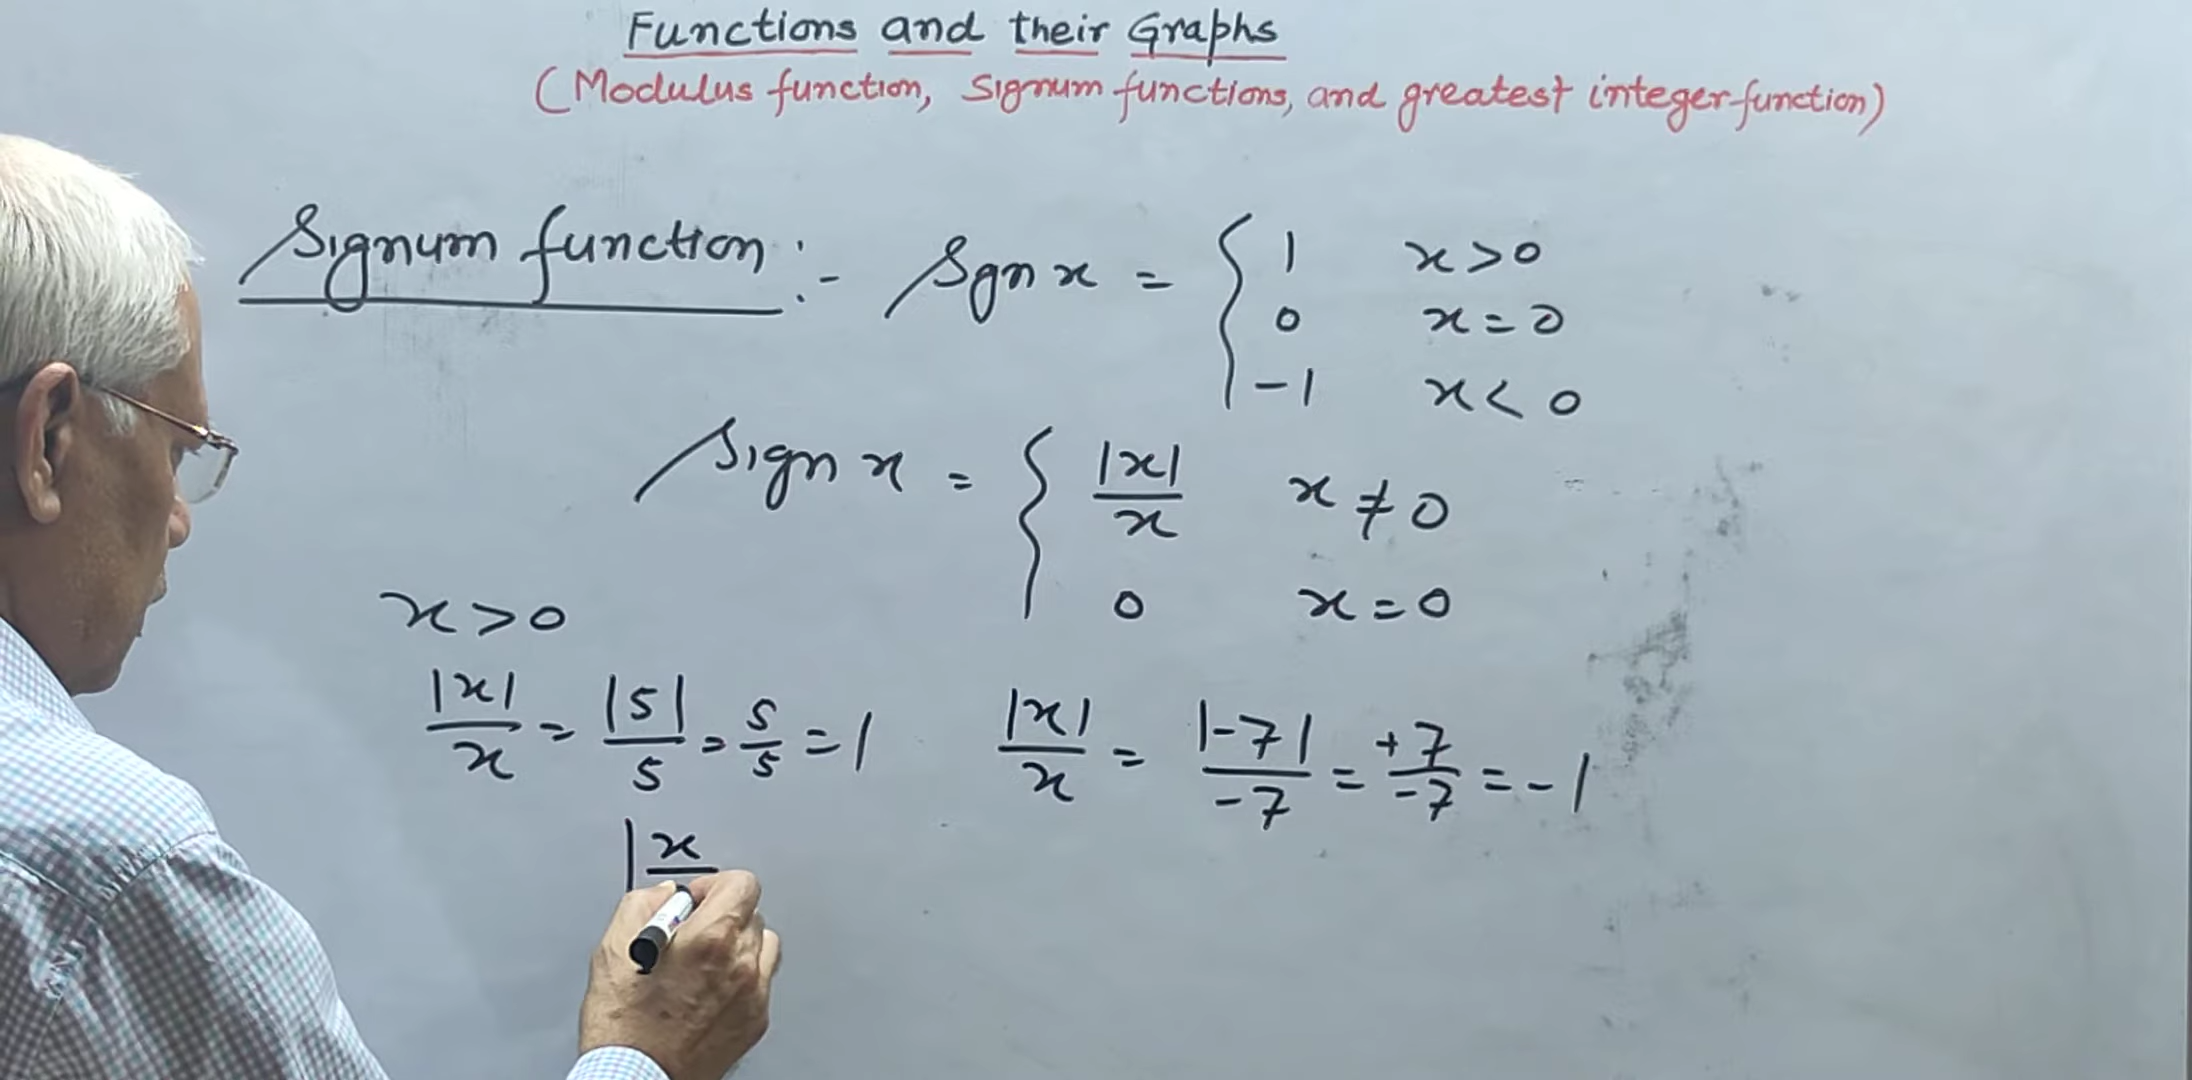 Functions and their Graphs
(Modulus function, Signum functions, and greatest integer function)
Signum function :- Sgn x = { 1 x>0
0 x=0
-1 x<0
Sign x = { |x|/x x≠0
0 x=0
x>0
|x|/x = |5|/5 = 5/5 = 1 |x|/x = |-7|/-7 = +7/-7 = -1
|x